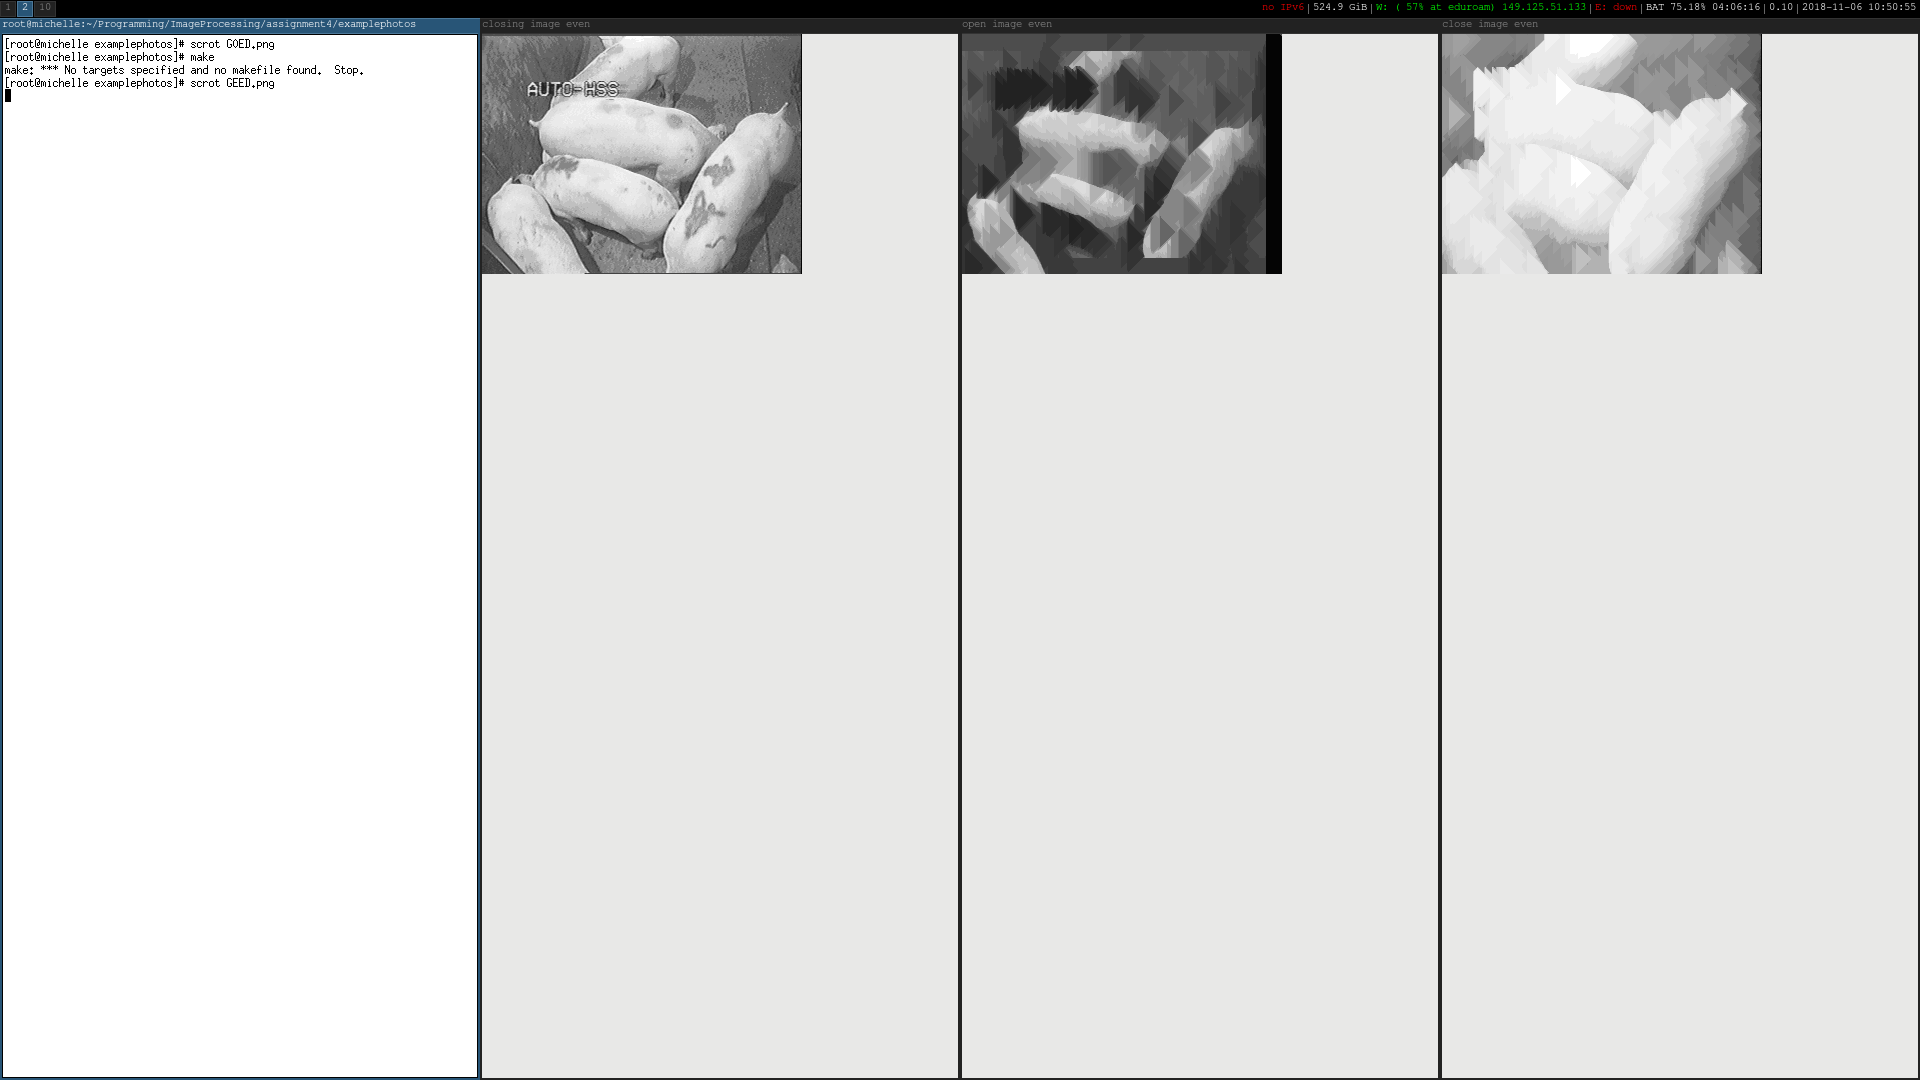 1 2 10 no IPv6|524.9 GiB|W: ( 57% at eduroam) 149.125.51.133|E: down|BAT 75.18% 04:06:16|0.10|2018-11-06 10:50:55
root@michelle:~/Programming/ImageProcessing/assignment4/examplephotos
closing image even
open image even
close image even
[root@michelle examplephotos]# scrot GOED.png
[root@michelle examplephotos]# make
make: *** No targets specified and no makefile found.  Stop.
[root@michelle examplephotos]# scrot GEED.png
AUTO-HSS